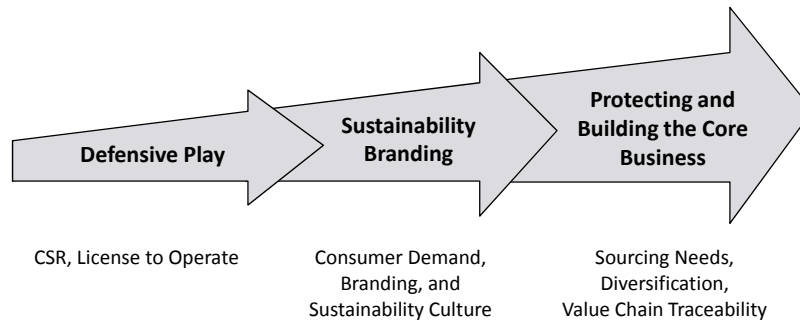 Defensive Play
Sustainability
Branding
Protecting and
Building the Core
Business
CSR, License to Operate
Consumer Demand,
Branding, and
Sustainability Culture
Sourcing Needs,
Diversification,
Value Chain Traceability